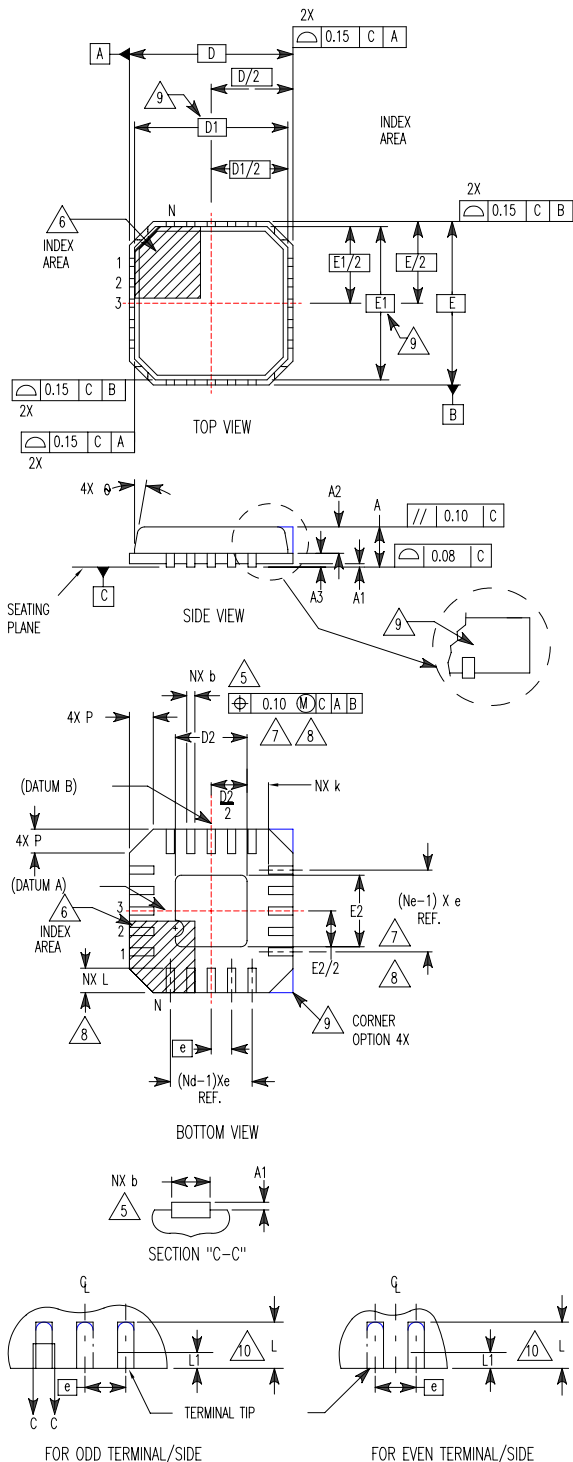 2X
0.15 C A
A
D
D/2
9
D1
D1/2
INDEX
AREA
2X
0.15 C B
6
INDEX
AREA
N
1
2
3
E1/2
E/2
E1
E
9
B
0.15 C B
2X
0.15 C A
2X
TOP VIEW
4X
A2
A
// 0.10 C
0.08 C
A3
A1
C
SEATING
PLANE
SIDE VIEW
9
NX b
5
0.10 M C A B
4X P
D2
7
8
(DATUM B)
D2
2
NX k
4X P
(DATUM A)
6
INDEX
AREA
3
2
1
E2
E2/2
(Ne-1) X e
REF.
7
8
NX L
8
N
9
CORNER
OPTION 4X
e
(Nd-1)Xe
REF.
BOTTOM VIEW
NX b
5
A1
SECTION "C-C"
CL
CL
L
10
L1
e
C C
TERMINAL TIP
L
10
L1
e
FOR ODD TERMINAL/SIDE
FOR EVEN TERMINAL/SIDE